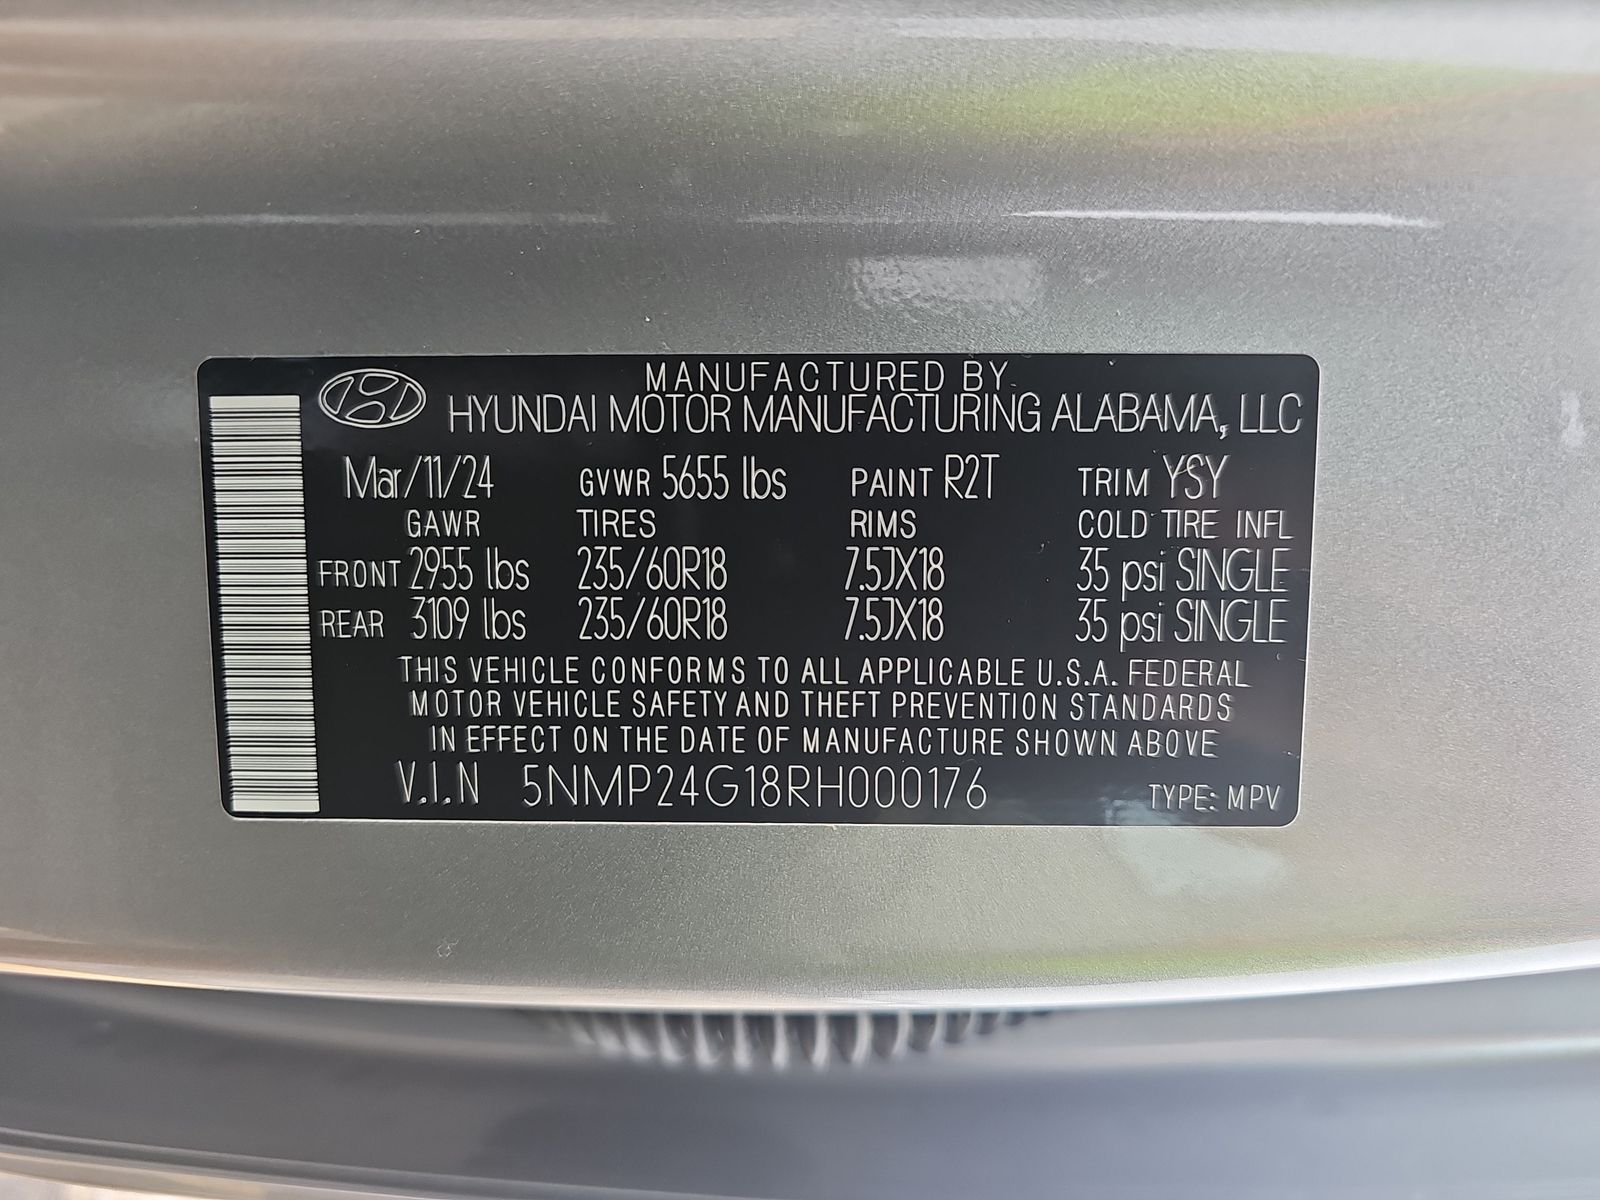 MANUFACTURED BY
HYUNDAI MOTOR MANUFACTURING ALABAMA, LLC
Mar/11/24 GVWR 5655 lbs PAINT R2T TRIM YSY
GAWR TIRES RIMS COLD TIRE INFL
FRONT 2955 lbs 235/60R18 7.5JX18 35 psi SINGLE
REAR 3109 lbs 235/60R18 7.5JX18 35 psi SINGLE
THIS VEHICLE CONFORMS TO ALL APPLICABLE U.S.A. FEDERAL
MOTOR VEHICLE SAFETY AND THEFT PREVENTION STANDARDS
IN EFFECT ON THE DATE OF MANUFACTURE SHOWN ABOVE
V.I.N 5NMP24G18RH000176 TYPE: MPV